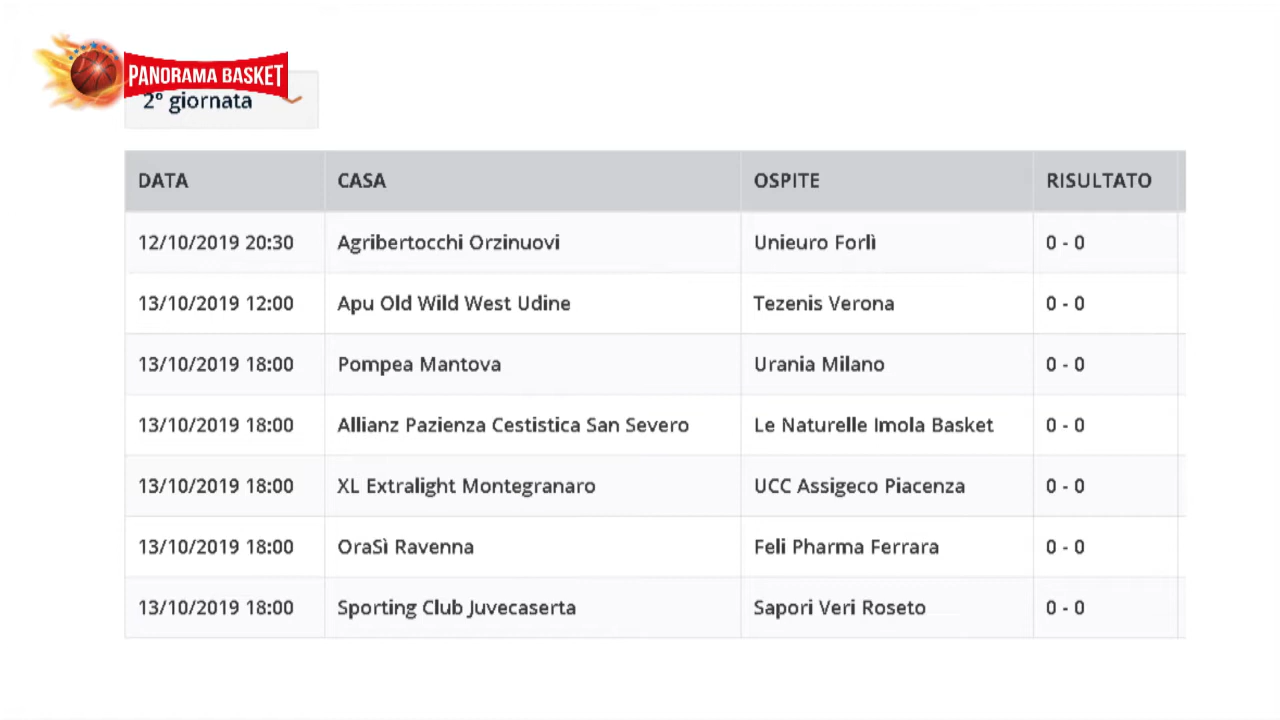 PANORAMA BASKET
2° giornata
DATA CASA OSPITE RISULTATO
12/10/2019 20:30 Agribertocchi Orzinuovi Unieuro Forlì 0 - 0
13/10/2019 12:00 Apu Old Wild West Udine Tezenis Verona 0 - 0
13/10/2019 18:00 Pompea Mantova Urania Milano 0 - 0
13/10/2019 18:00 Allianz Pazienza Cestistica San Severo Le Naturelle Imola Basket 0 - 0
13/10/2019 18:00 XL Extralight Montegranaro UCC Assigeco Piacenza 0 - 0
13/10/2019 18:00 OraSì Ravenna Feli Pharma Ferrara 0 - 0
13/10/2019 18:00 Sporting Club Juvecaserta Sapori Veri Roseto 0 - 0